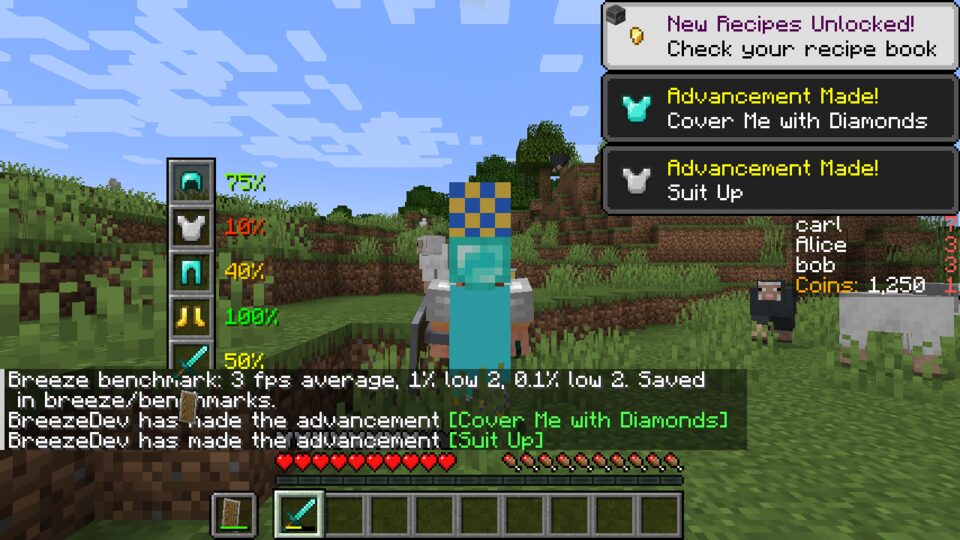 New Recipes Unlocked!
Check your recipe book
Advancement Made!
Cover Me with Diamonds
Advancement Made!
Suit Up
75%
10%
40%
100%
50%
carl 7
Alice 3
bob 3
Coins: 1,250 1
Breeze benchmark: 3 fps average, 1% low 2, 0.1% low 2. Saved
in breeze/benchmarks.
BreezeDev has made the advancement [Cover Me with Diamonds]
BreezeDev has made the advancement [Suit Up]